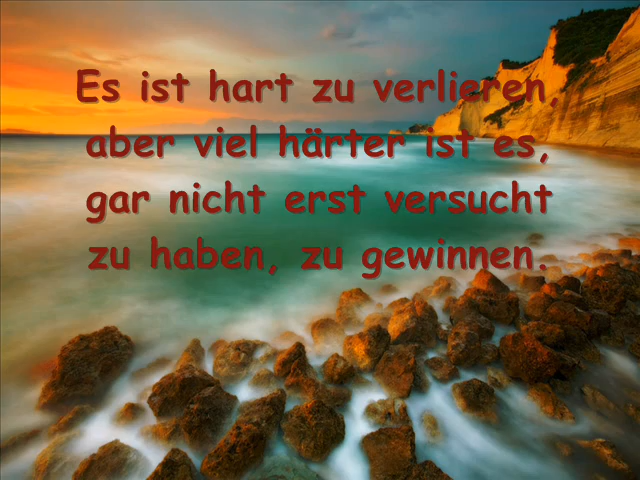 Es ist hart zu verlieren,
aber viel härter ist es,
gar nicht erst versucht
zu haben, zu gewinnen.